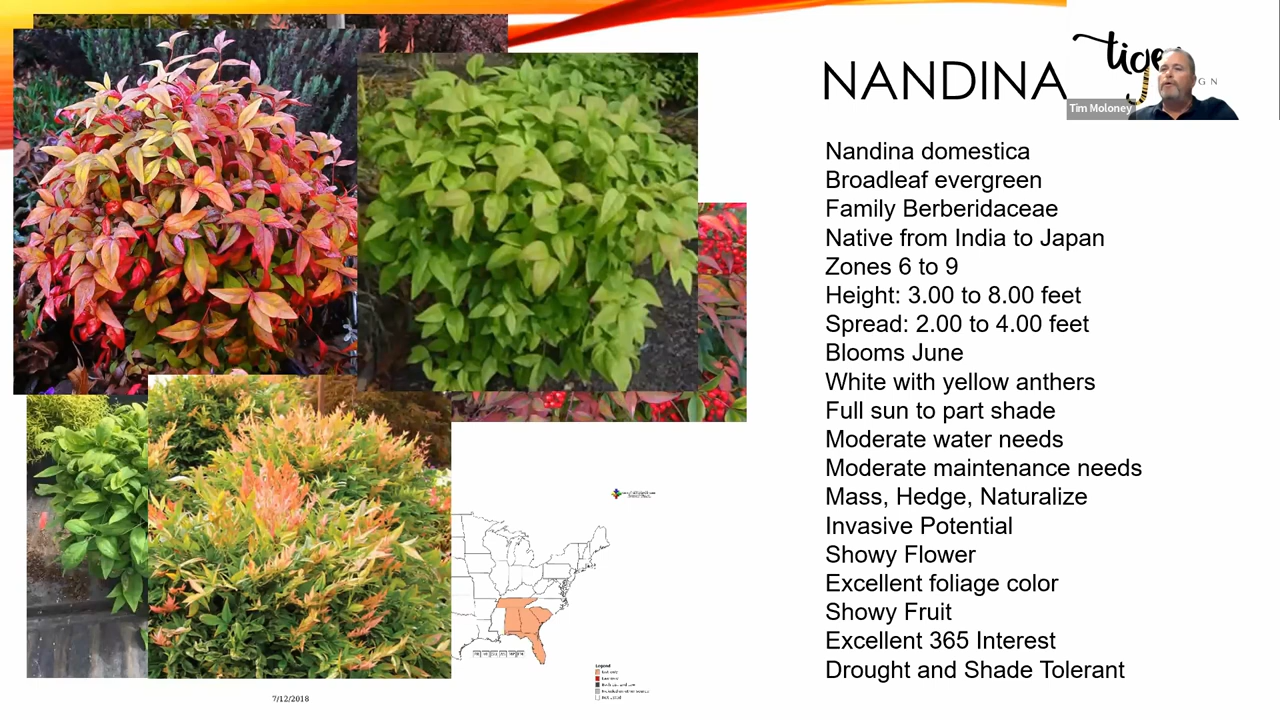 NANDINA
tige
GN
Tim Moloney
Nandina domestica
Broadleaf evergreen
Family Berberidaceae
Native from India to Japan
Zones 6 to 9
Height: 3.00 to 8.00 feet
Spread: 2.00 to 4.00 feet
Blooms June
White with yellow anthers
Full sun to part shade
Moderate water needs
Moderate maintenance needs
Mass, Hedge, Naturalize
Invasive Potential
Showy Flower
Excellent foliage color
Showy Fruit
Excellent 365 Interest
Drought and Shade Tolerant
Legend
7/12/2018